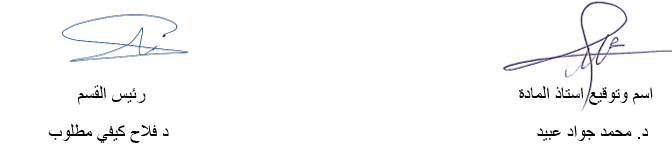 اسم وتوقيع استاذ المادة
رئيس القسم
د. محمد جواد عبيد
د فلاح كيفي مطلوب